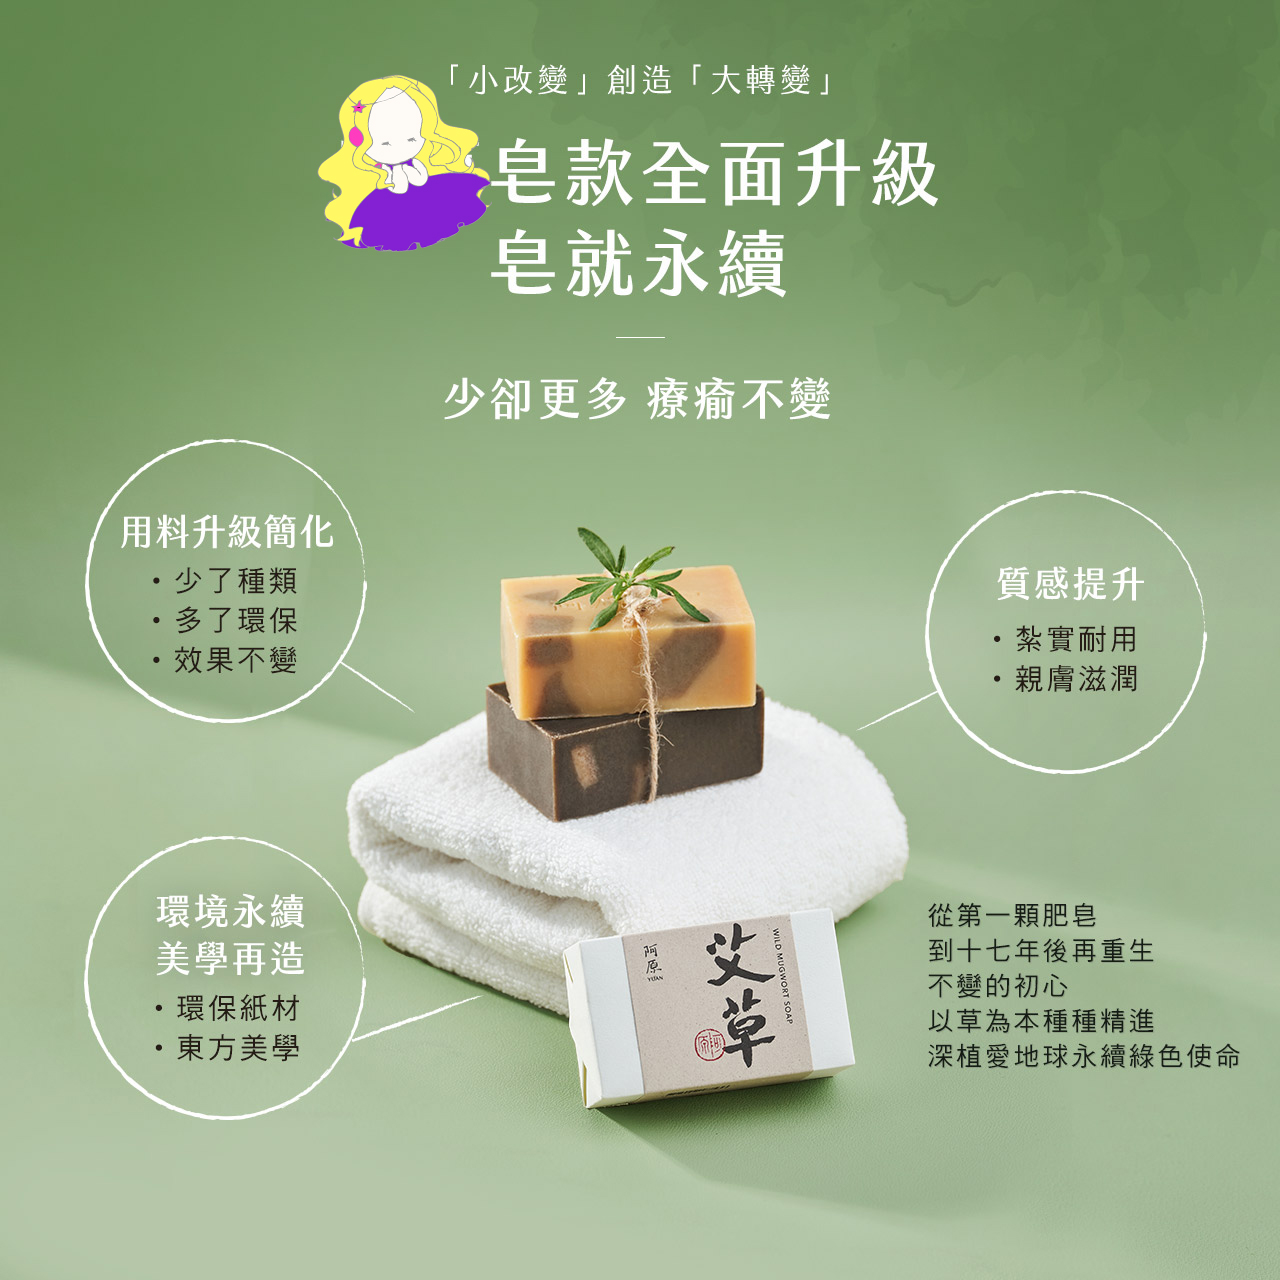 「小改變」創造「大轉變」
皂款全面升級
皂就永續
少卻更多 療癒不變
用料升級簡化
・少了種類
・多了環保
・效果不變
質感提升
・紮實耐用
・親膚滋潤
環境永續
美學再造
・環保紙材
・東方美學
阿原
YUAN
艾草
WILD MUGWORT SOAP
從第一顆肥皂
到十七年後再重生
不變的初心
以草為本種種精進
深植愛地球永續綠色使命